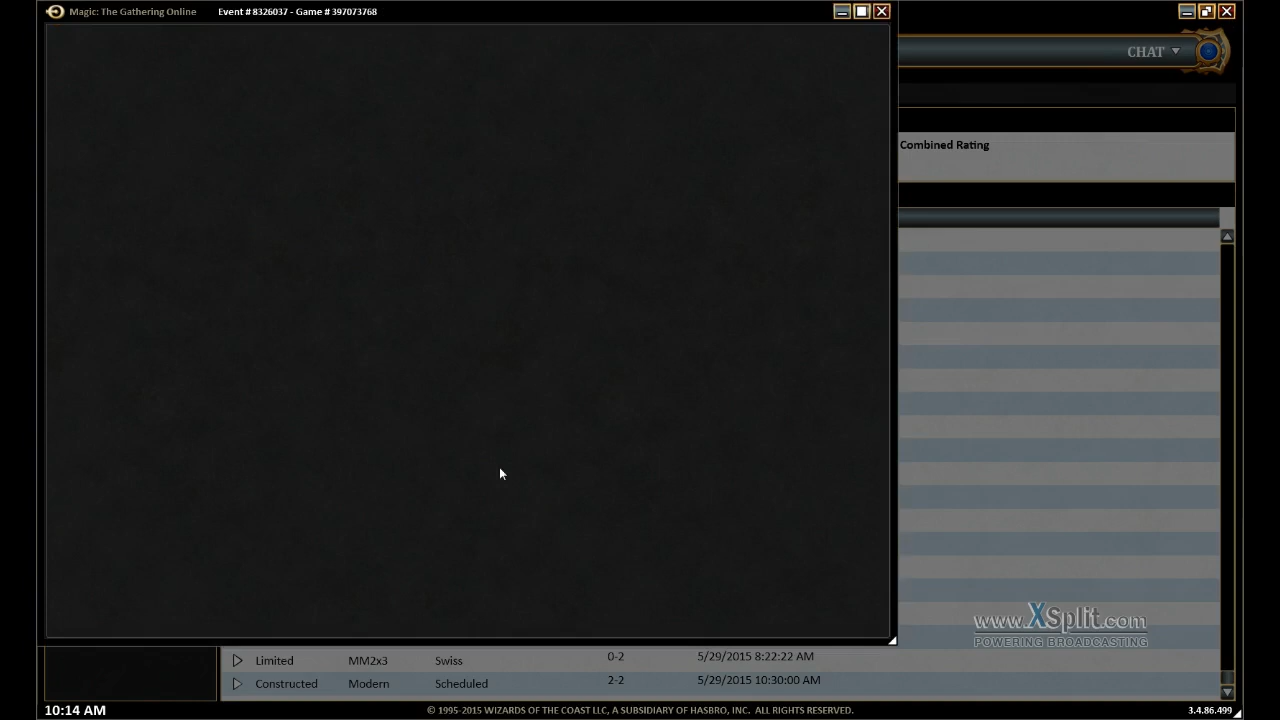 Magic: The Gathering Online Event # 8326037 - Game # 397073768
CHAT
Combined Rating
www.XSplit.com
POWERING BROADCASTING
Limited MM2x3 Swiss 0-2 5/29/2015 8:22:22 AM
Constructed Modern Scheduled 2-2 5/29/2015 10:30:00 AM
10:14 AM © 1995-2015 WIZARDS OF THE COAST LLC, A SUBSIDIARY OF HASBRO, INC. ALL RIGHTS RESERVED. 3.4.86.499